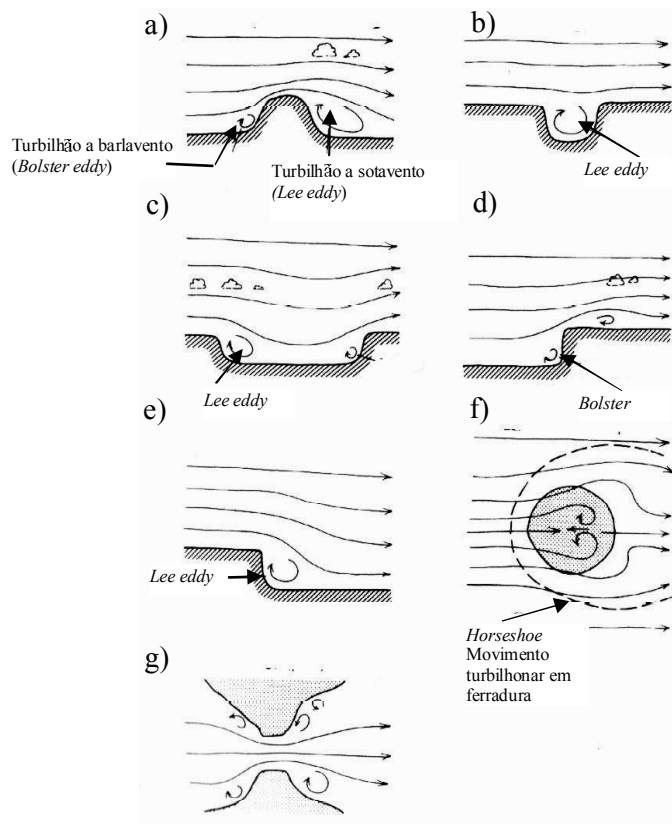 a)
b)
Turbilhão a barlavento
(Bolster eddy)
Turbilhão a sotavento
(Lee eddy)
Lee eddy
c)
d)
Lee eddy
Bolster
e)
f)
Lee eddy
Horseshoe
Movimento
turbilhonar em
ferradura
g)